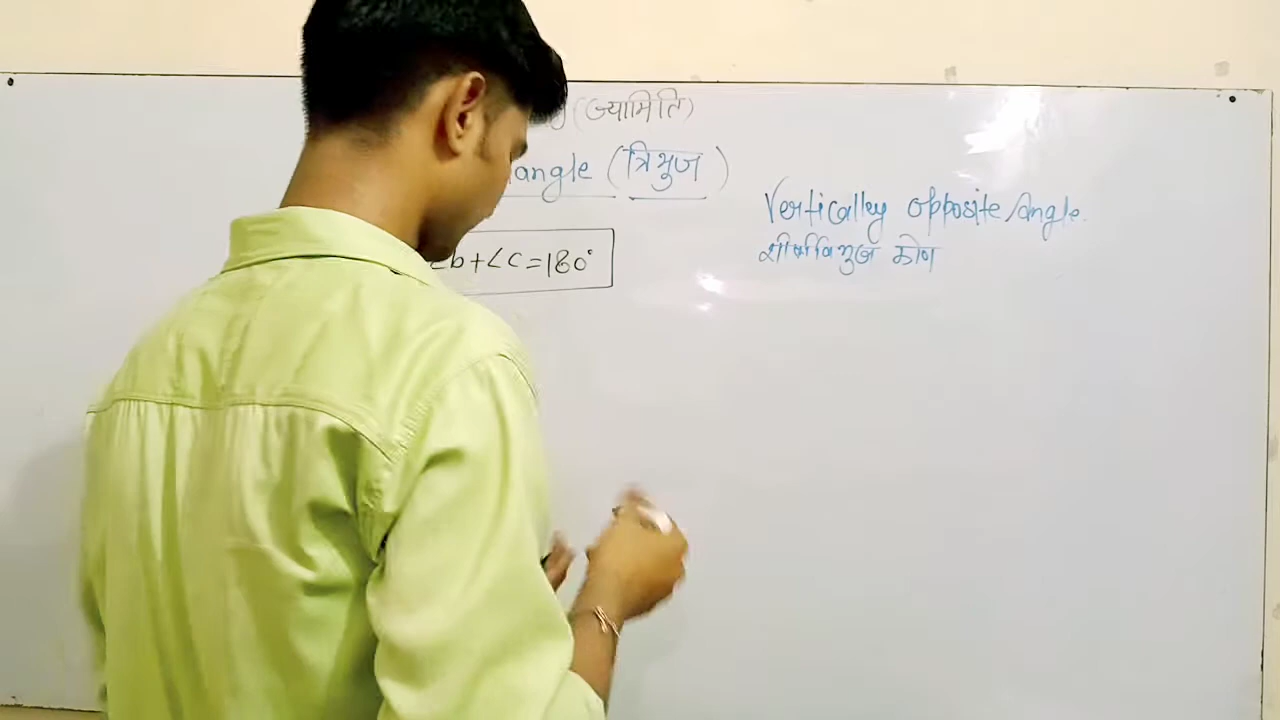 (ज्यामिति)
angle (त्रिभुज)
∠b+∠C=180°
Vertically opposite Angle.
शीर्षाभिमुख कोण